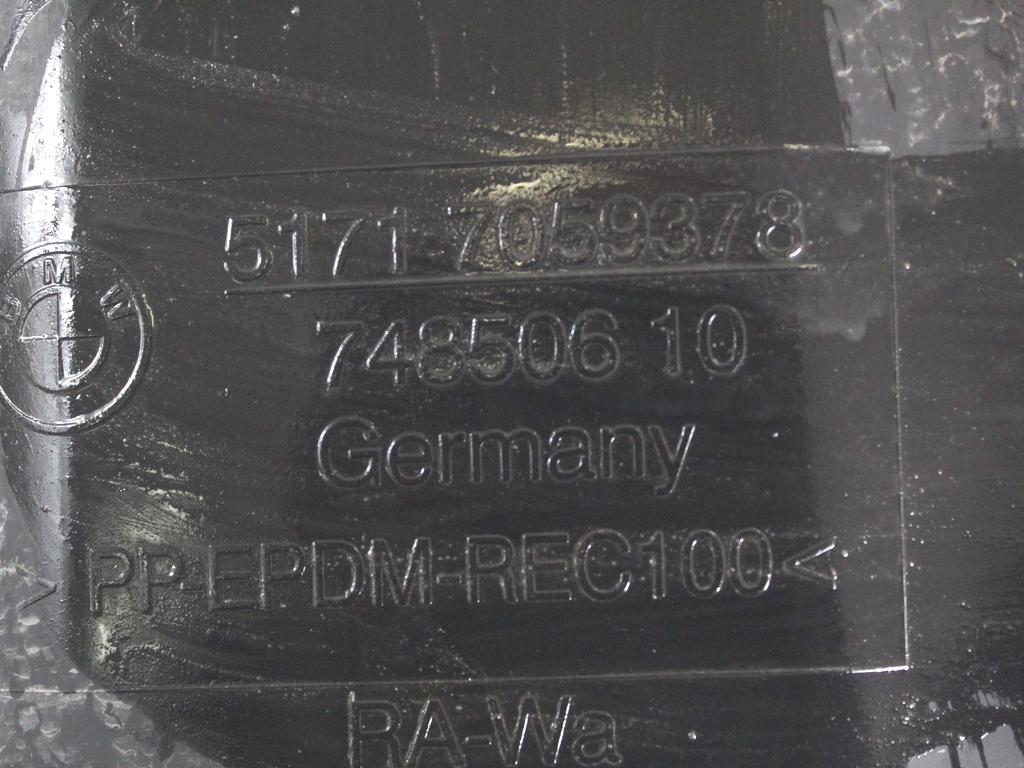 5171-7059378
BMW
748506 10
Germany
>PP-EPDM-REC100<
RA-Wa